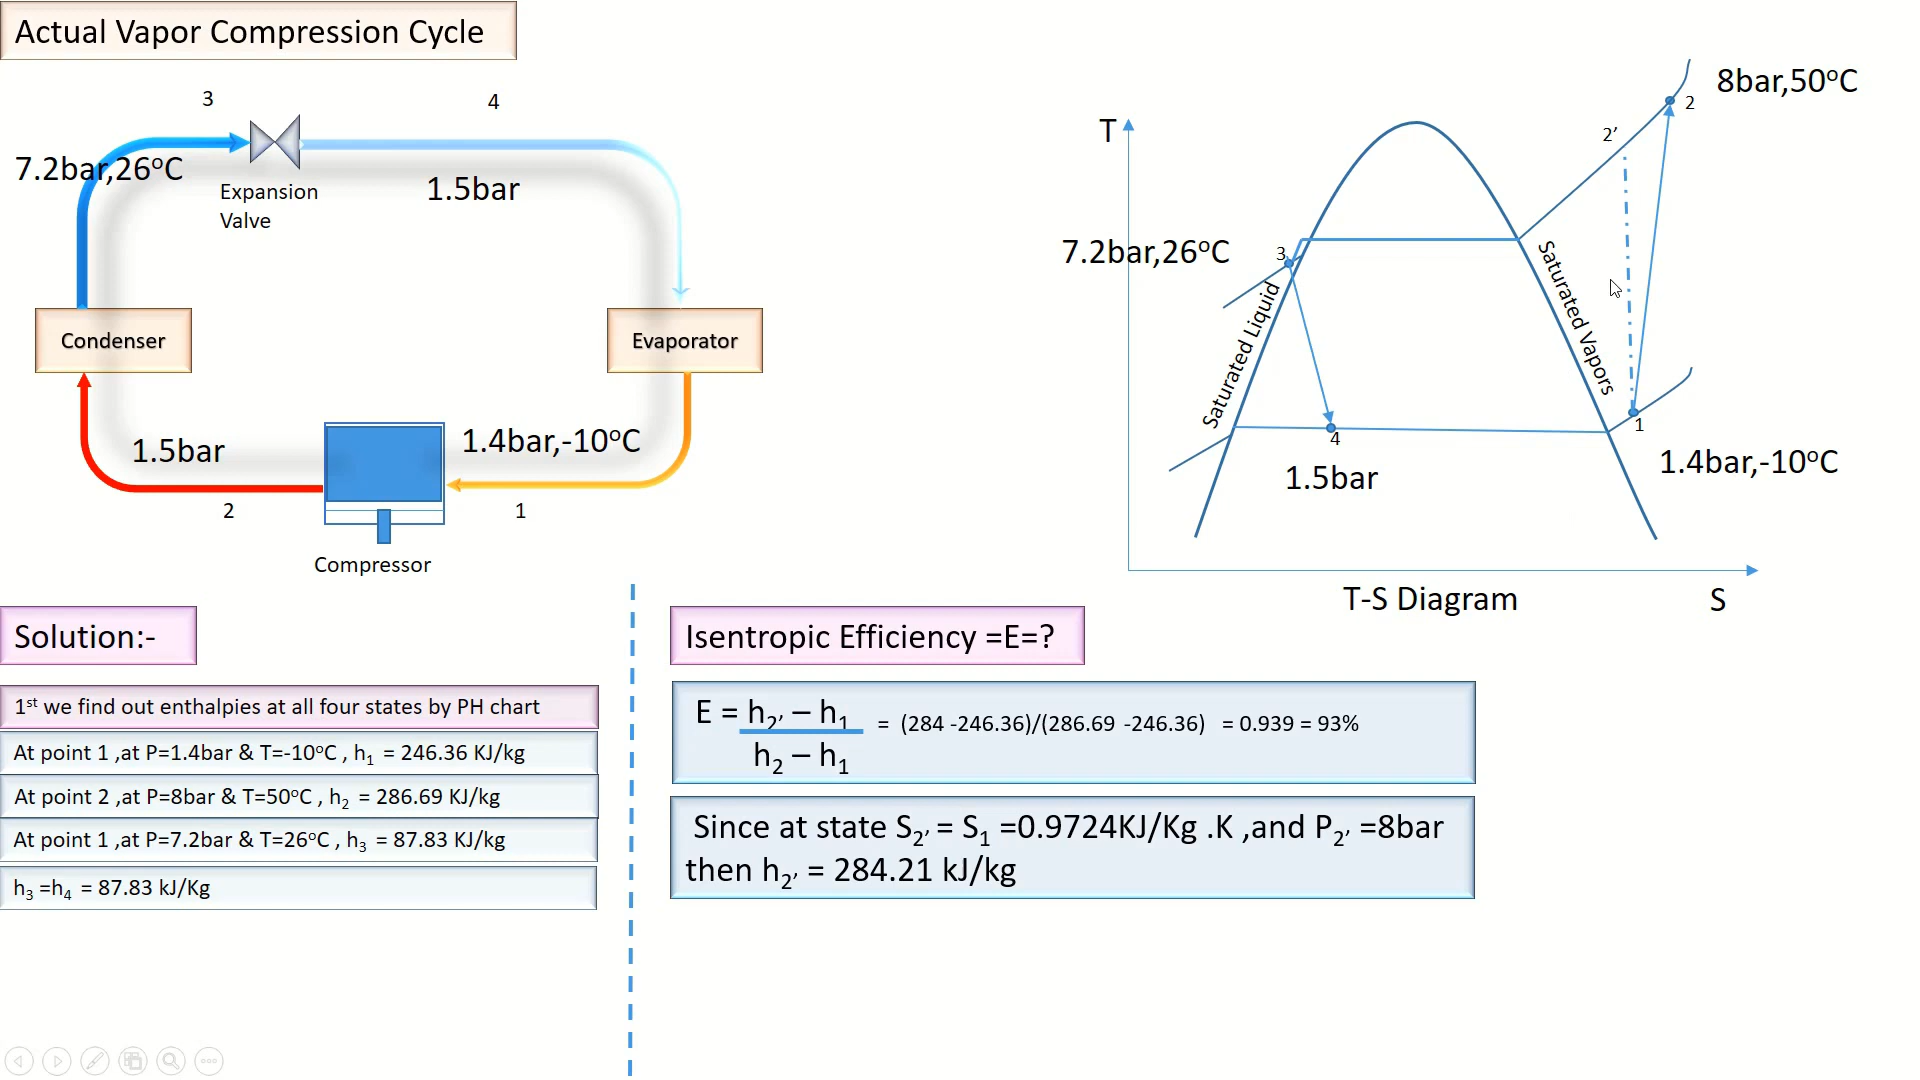 Actual Vapor Compression Cycle
3
4
7.2bar,26°C
Expansion
Valve
1.5bar
Condenser
Evaporator
1.5bar
1.4bar,-10°C
2
1
Compressor
8bar,50°C
2
T
2’
7.2bar,26°C
3
Saturated Liquid
Saturated Vapors
4
1
1.5bar
1.4bar,-10°C
T-S Diagram
S
Solution:-
1st we find out enthalpies at all four states by PH chart
At point 1 ,at P=1.4bar & T=-10°C , h1 = 246.36 KJ/kg
At point 2 ,at P=8bar & T=50°C , h2 = 286.69 KJ/kg
At point 1 ,at P=7.2bar & T=26°C , h3 = 87.83 KJ/kg
h3 =h4 = 87.83 kJ/Kg
Isentropic Efficiency =E=?
E = h2’ – h1 = (284 -246.36)/(286.69 -246.36) = 0.939 = 93%
h2 – h1
Since at state S2’ = S1 =0.9724KJ/Kg .K ,and P2’ =8bar
then h2’ = 284.21 kJ/kg